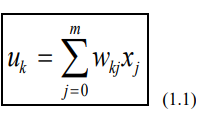 u_k = \sum_{j=0}^{m} w_{kj} x_j (1.1)